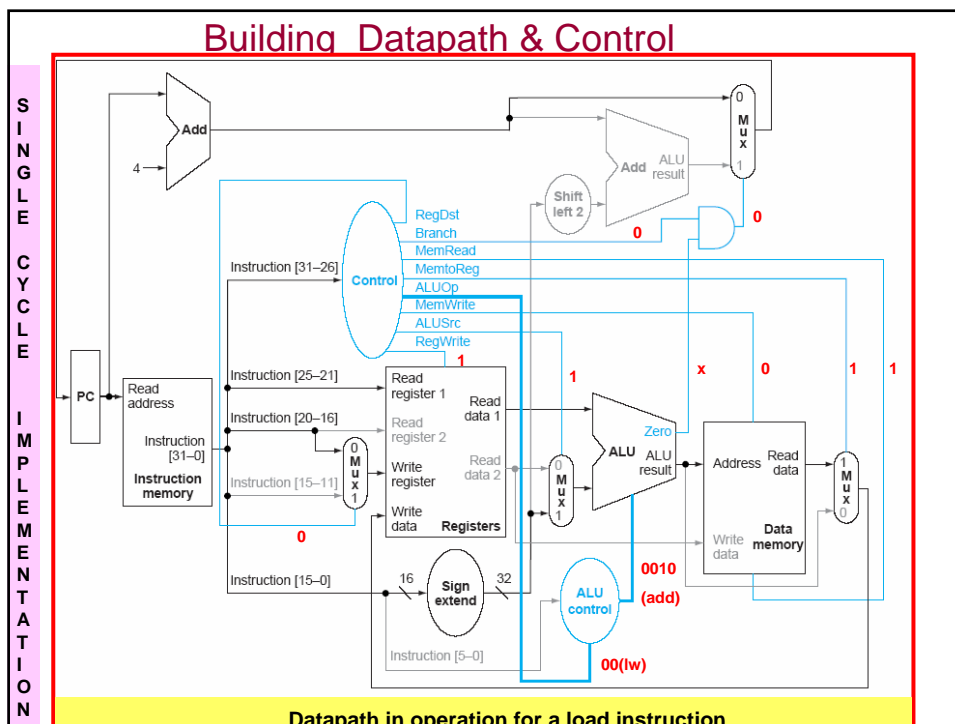 Building Datapath & Control
SINGLE CYCLE IMPLEMENTATION
Add
4
0
Mux
1
Add
ALU
result
Shift
left 2
0
0
RegDst
Branch
MemRead
MemtoReg
ALUOp
MemWrite
ALUSrc
RegWrite
Control
Instruction [31–26]
1
1
x
0
1
1
PC
Read
address
Instruction
[31–0]
Instruction
memory
Instruction [25–21]
Instruction [20–16]
Instruction [15–11]
0
Mux
1
0
Read
register 1
Read
register 2
Write
register
Write
data
Read
data 1
Read
data 2
Registers
0
Mux
1
Zero
ALU
ALU
result
Address
Read
data
Write
data
Data
memory
1
Mux
0
Instruction [15–0]
16
Sign
extend
32
Instruction [5–0]
ALU
control
0010
(add)
00(lw)
Datapath in operation for a load instruction